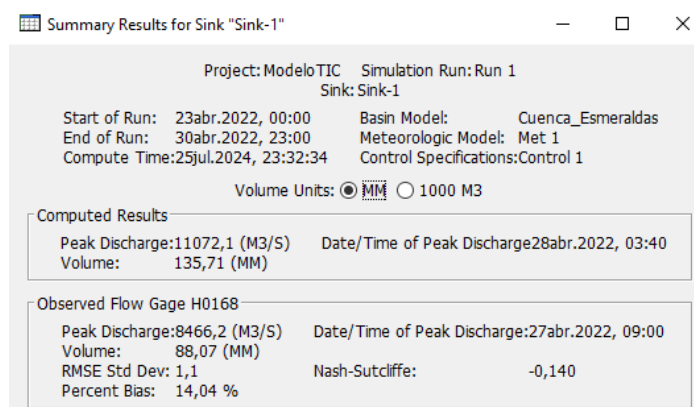 Summary Results for Sink "Sink-1"
Project: ModeloTIC Simulation Run: Run 1
Sink: Sink-1
Start of Run: 23abr.2022, 00:00 Basin Model: Cuenca_Esmeraldas
End of Run: 30abr.2022, 23:00 Meteorologic Model: Met 1
Compute Time:25jul.2024, 23:32:34 Control Specifications:Control 1
Volume Units: MM 1000 M3
Computed Results
Peak Discharge:11072,1 (M3/S) Date/Time of Peak Discharge28abr.2022, 03:40
Volume: 135,71 (MM)
Observed Flow Gage H0168
Peak Discharge:8466,2 (M3/S) Date/Time of Peak Discharge:27abr.2022, 09:00
Volume: 88,07 (MM)
RMSE Std Dev: 1,1 Nash-Sutcliffe: -0,140
Percent Bias: 14,04 %